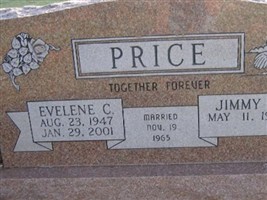 PRICE
TOGETHER FOREVER
EVELENE C.
AUG. 23, 1947
JAN. 29, 2001
MARRIED
NOV. 19
1965
JIMMY
MAY 11, 19